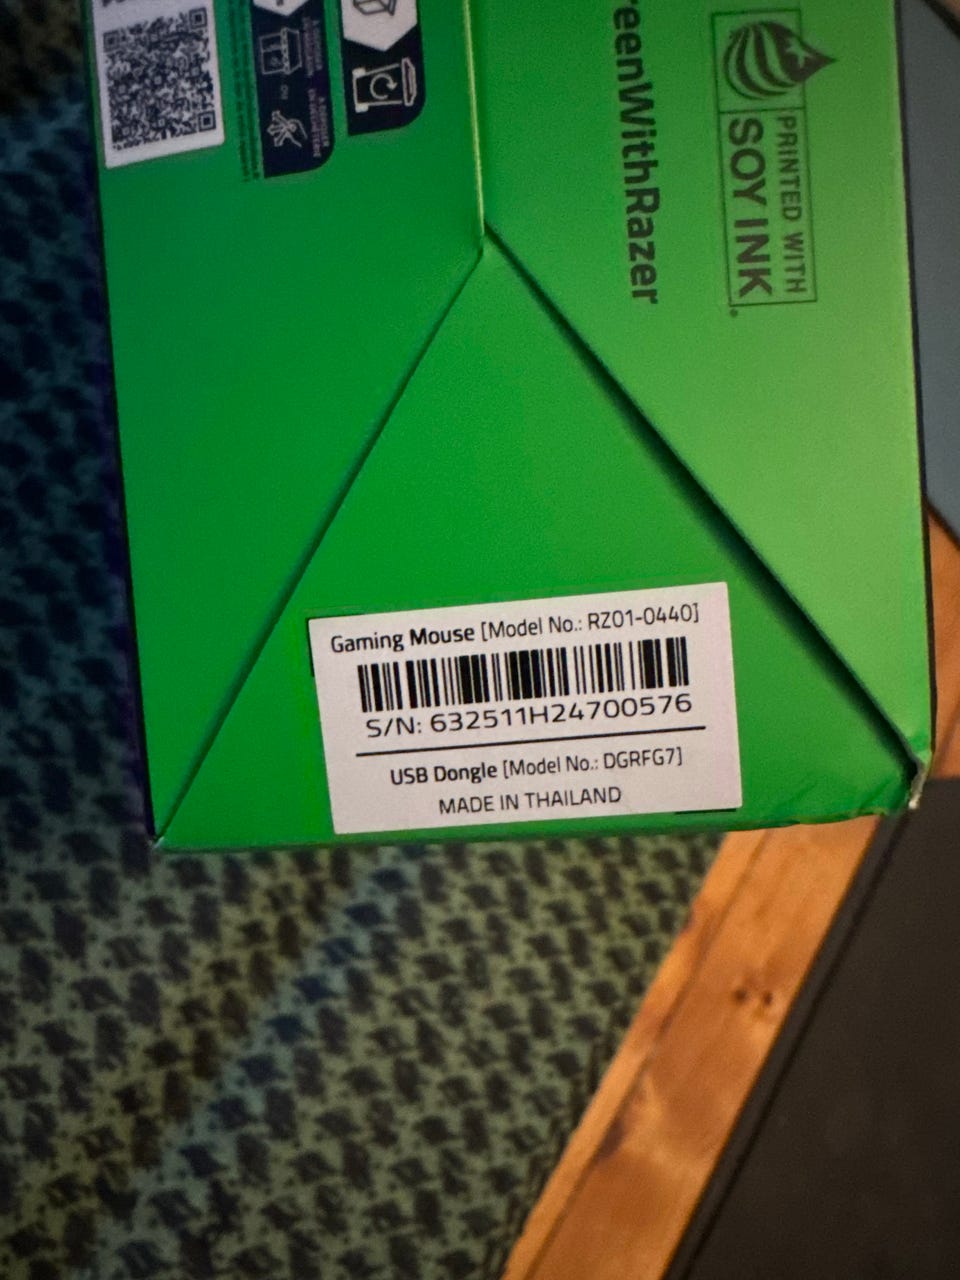 #GreenWithRazer
PRINTED WITH
SOY INK
Gaming Mouse [Model No.: RZ01-0440]
S/N: 632511H24700576
USB Dongle [Model No.: DGRFG7]
MADE IN THAILAND